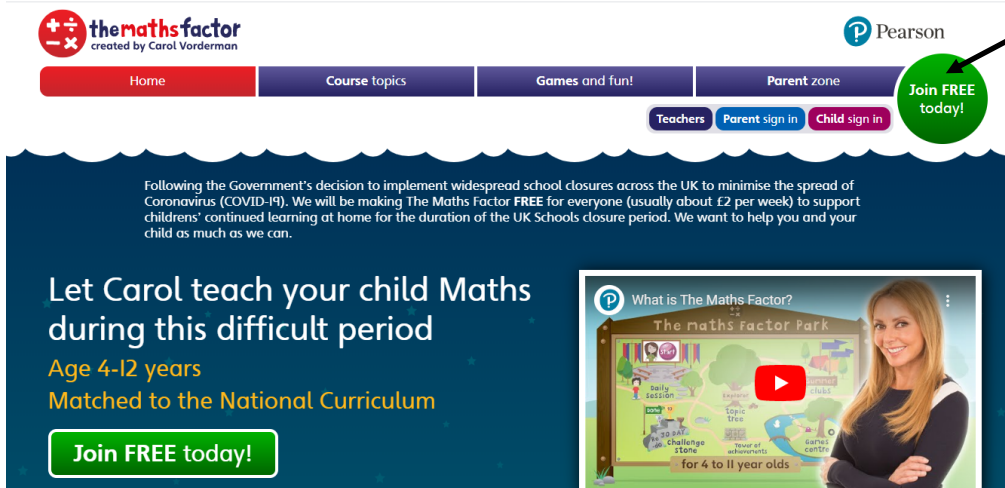 themathsfactor
created by Carol Vorderman
Pearson
Home
Course topics
Games and fun!
Parent zone
Join FREE
today!
Teachers
Parent sign in
Child sign in
Following the Government's decision to implement widespread school closures across the UK to minimise the spread of
Coronavirus (COVID-19). We will be making The Maths Factor FREE for everyone (usually about £2 per week) to support
childrens' continued learning at home for the duration of the UK Schools closure period. We want to help you and your
child as much as we can.
Let Carol teach your child Maths
during this difficult period
Age 4-12 years
Matched to the National Curriculum
Join FREE today!
What is The Maths Factor?
The maths Factor Park
Start
Daily
session
Explorer
Summer
clubs
topic
tree
30 DAY
challenge
stone
Tower of
achievements
Games
centre
for 4 to 11 year olds